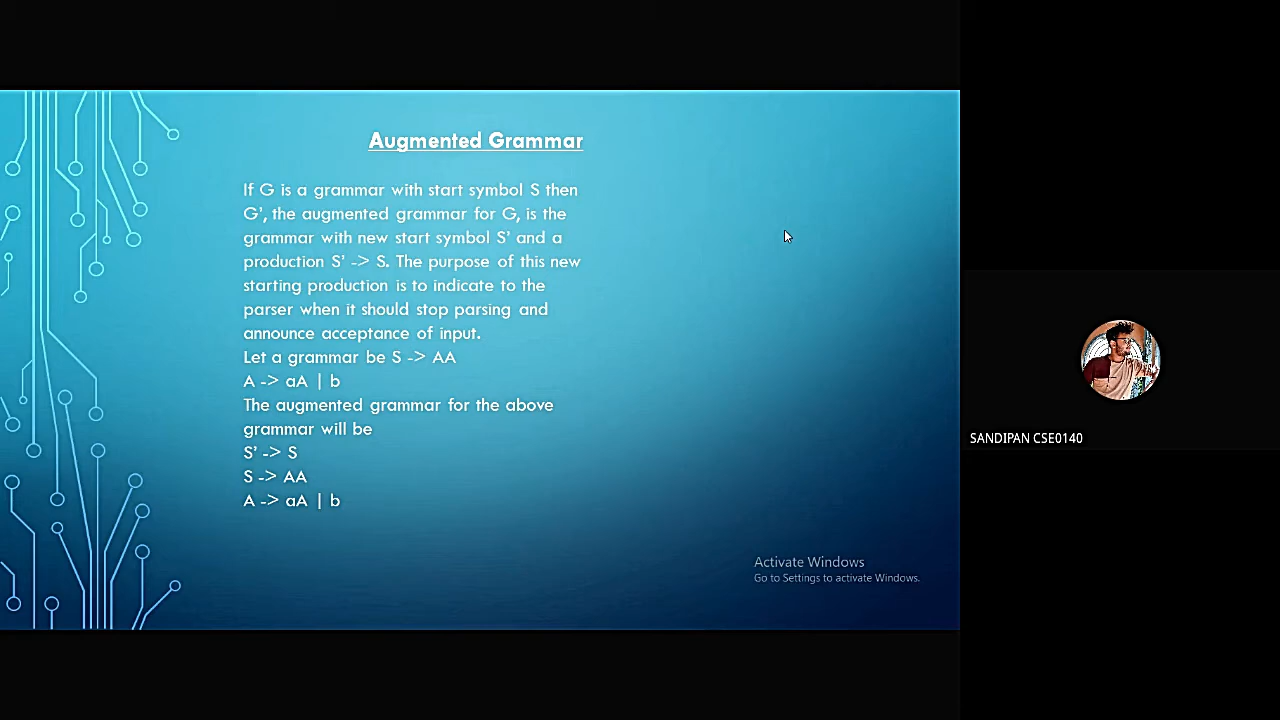 Augmented Grammar
If G is a grammar with start symbol S then
G’, the augmented grammar for G, is the
grammar with new start symbol S’ and a
production S’ -> S. The purpose of this new
starting production is to indicate to the
parser when it should stop parsing and
announce acceptance of input.
Let a grammar be S -> AA
A -> aA | b
The augmented grammar for the above
grammar will be
S’ -> S
S -> AA
A -> aA | b
Activate Windows
Go to Settings to activate Windows.
SANDIPAN CSE0140